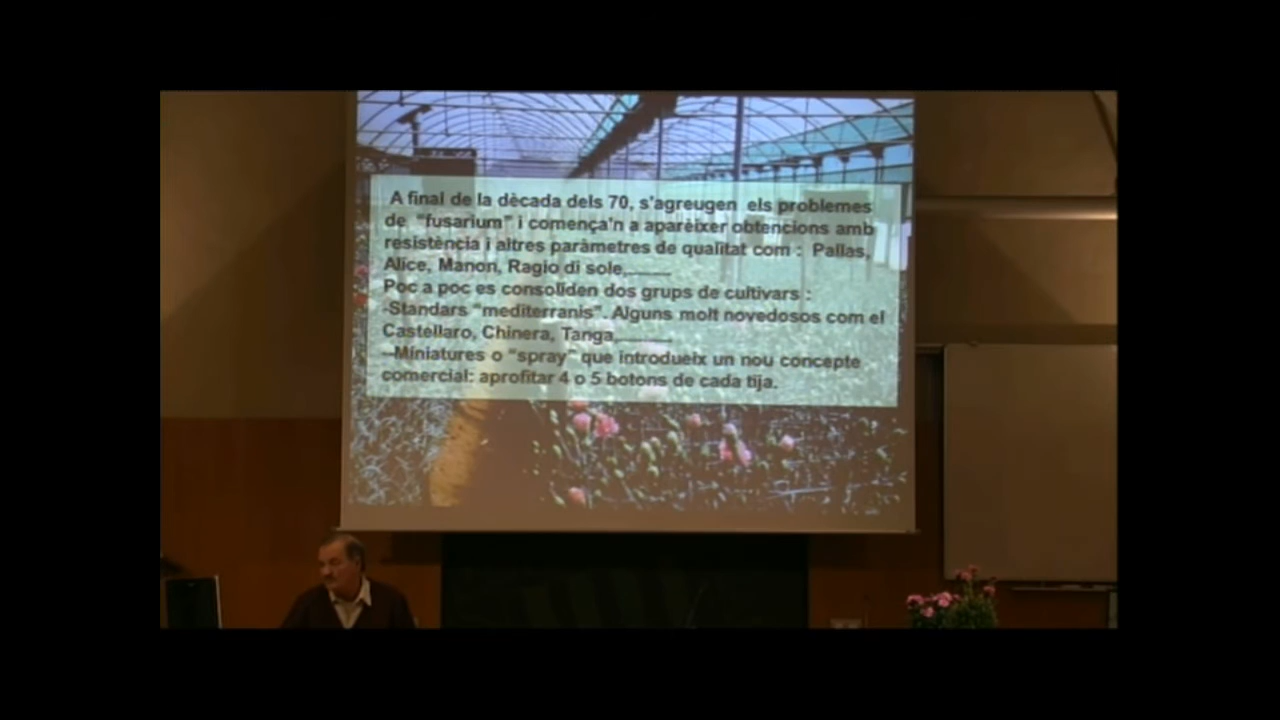 A final de la dècada dels 70, s'agreugen els problemes
de "fusarium" i comença'n a aparèixer obtencions amb
resistència i altres paràmetres de qualitat com : Pallas,
Alice, Manon, Ragio di sole,..........
Poc a poc es consoliden dos grups de cultivars :
-Standars "mediterranis". Alguns molt novedosos com el
Castellaro, Chinera, Tanga,...........
--Miniatures o "spray" que introdueix un nou concepte
comercial: aprofitar 4 o 5 botons de cada tija.